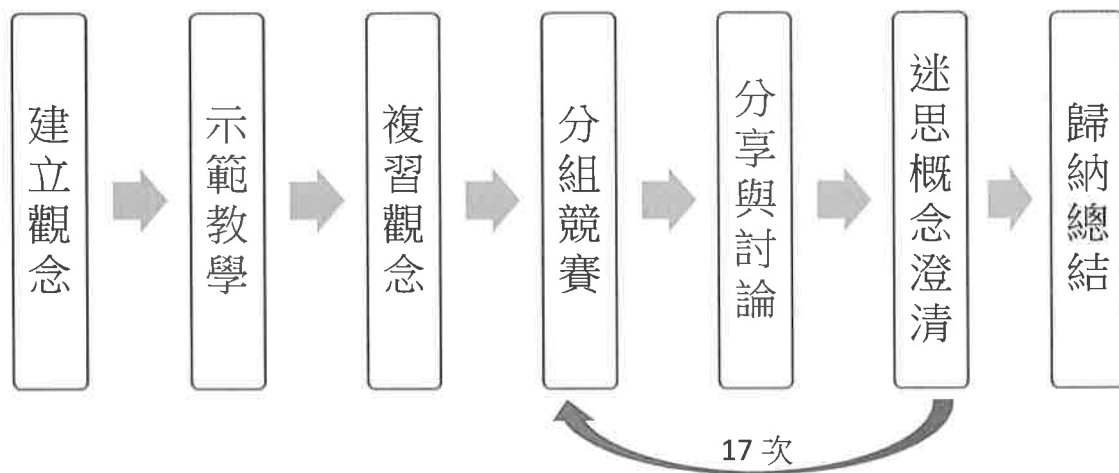 建立觀念
示範教學
複習觀念
分組競賽
分享與討論
迷思概念澄清
歸納總結
17 次